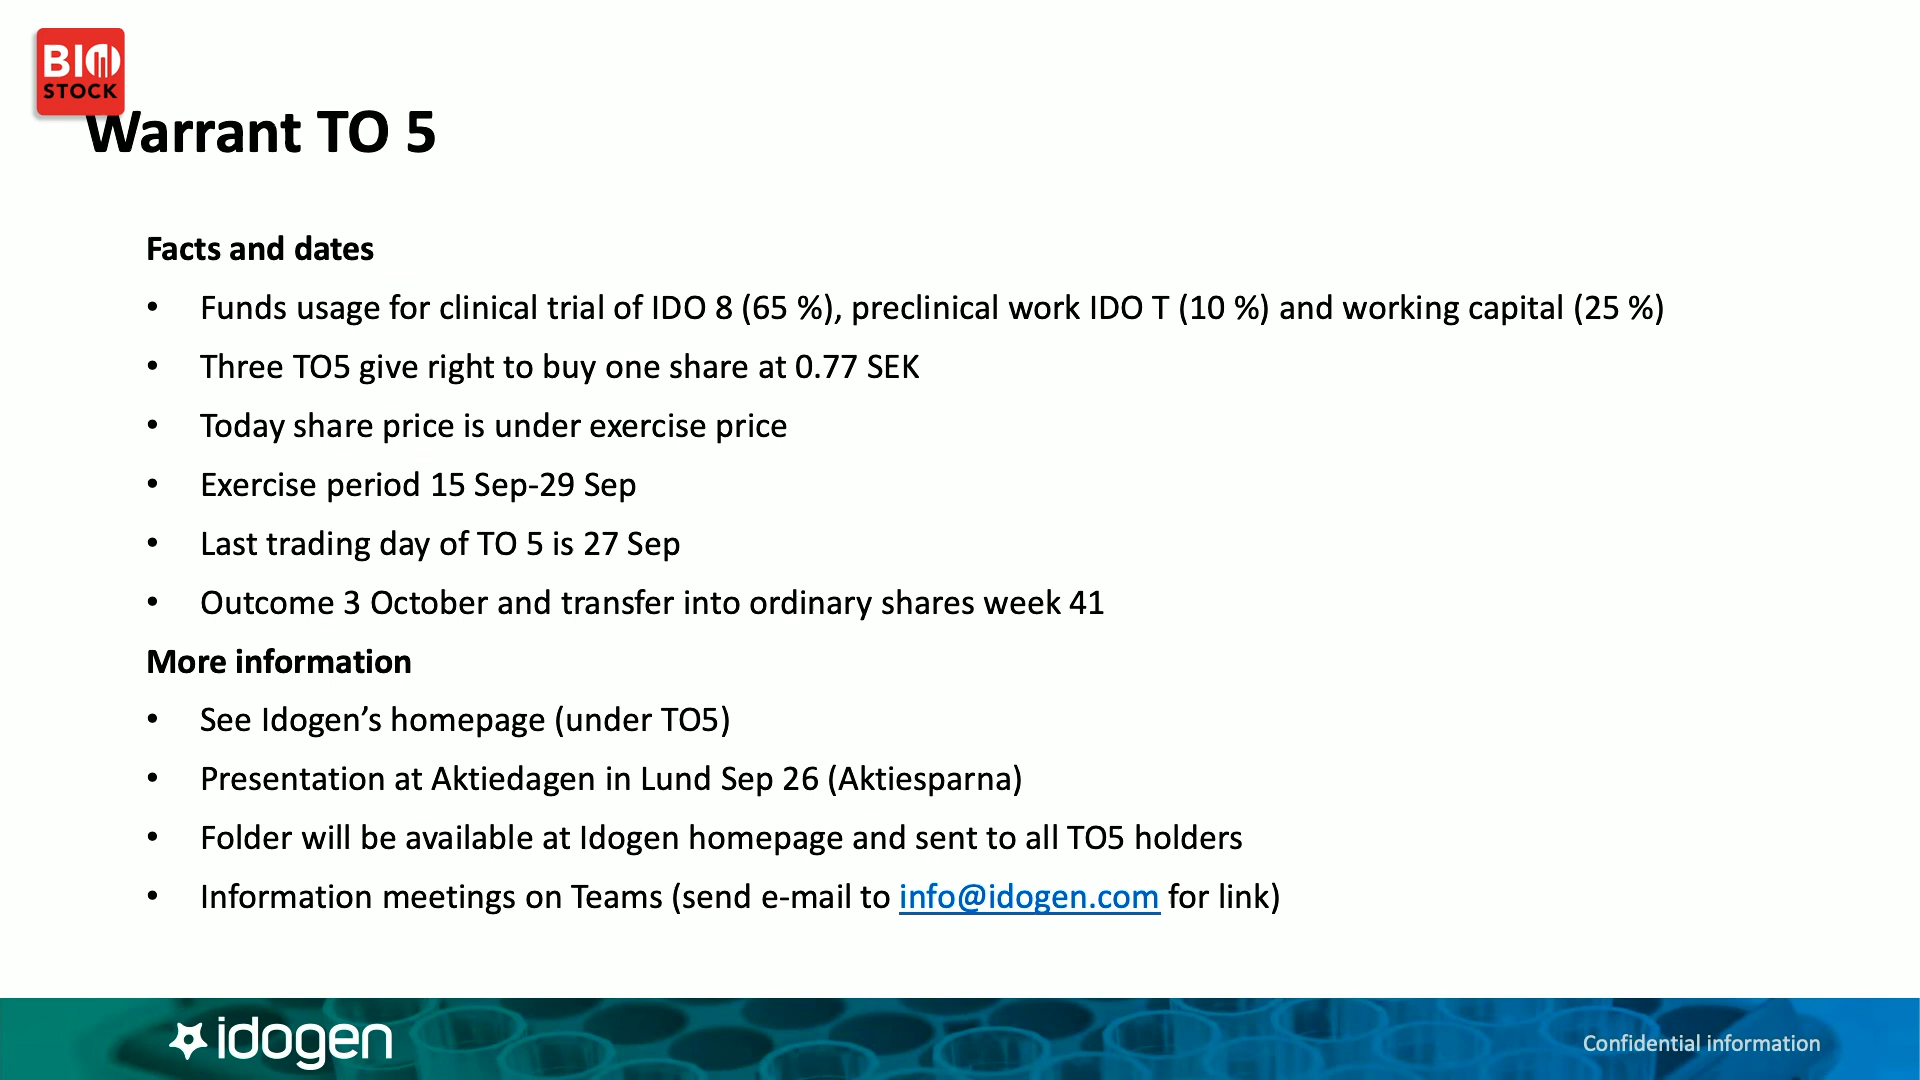 BIO
STOCK
Warrant TO 5
Facts and dates
• Funds usage for clinical trial of IDO 8 (65 %), preclinical work IDO T (10 %) and working capital (25 %)
• Three TO5 give right to buy one share at 0.77 SEK
• Today share price is under exercise price
• Exercise period 15 Sep-29 Sep
• Last trading day of TO 5 is 27 Sep
• Outcome 3 October and transfer into ordinary shares week 41
More information
• See Idogen’s homepage (under TO5)
• Presentation at Aktiedagen in Lund Sep 26 (Aktiesparna)
• Folder will be available at Idogen homepage and sent to all TO5 holders
• Information meetings on Teams (send e-mail to info@idogen.com for link)
idogen
Confidential information